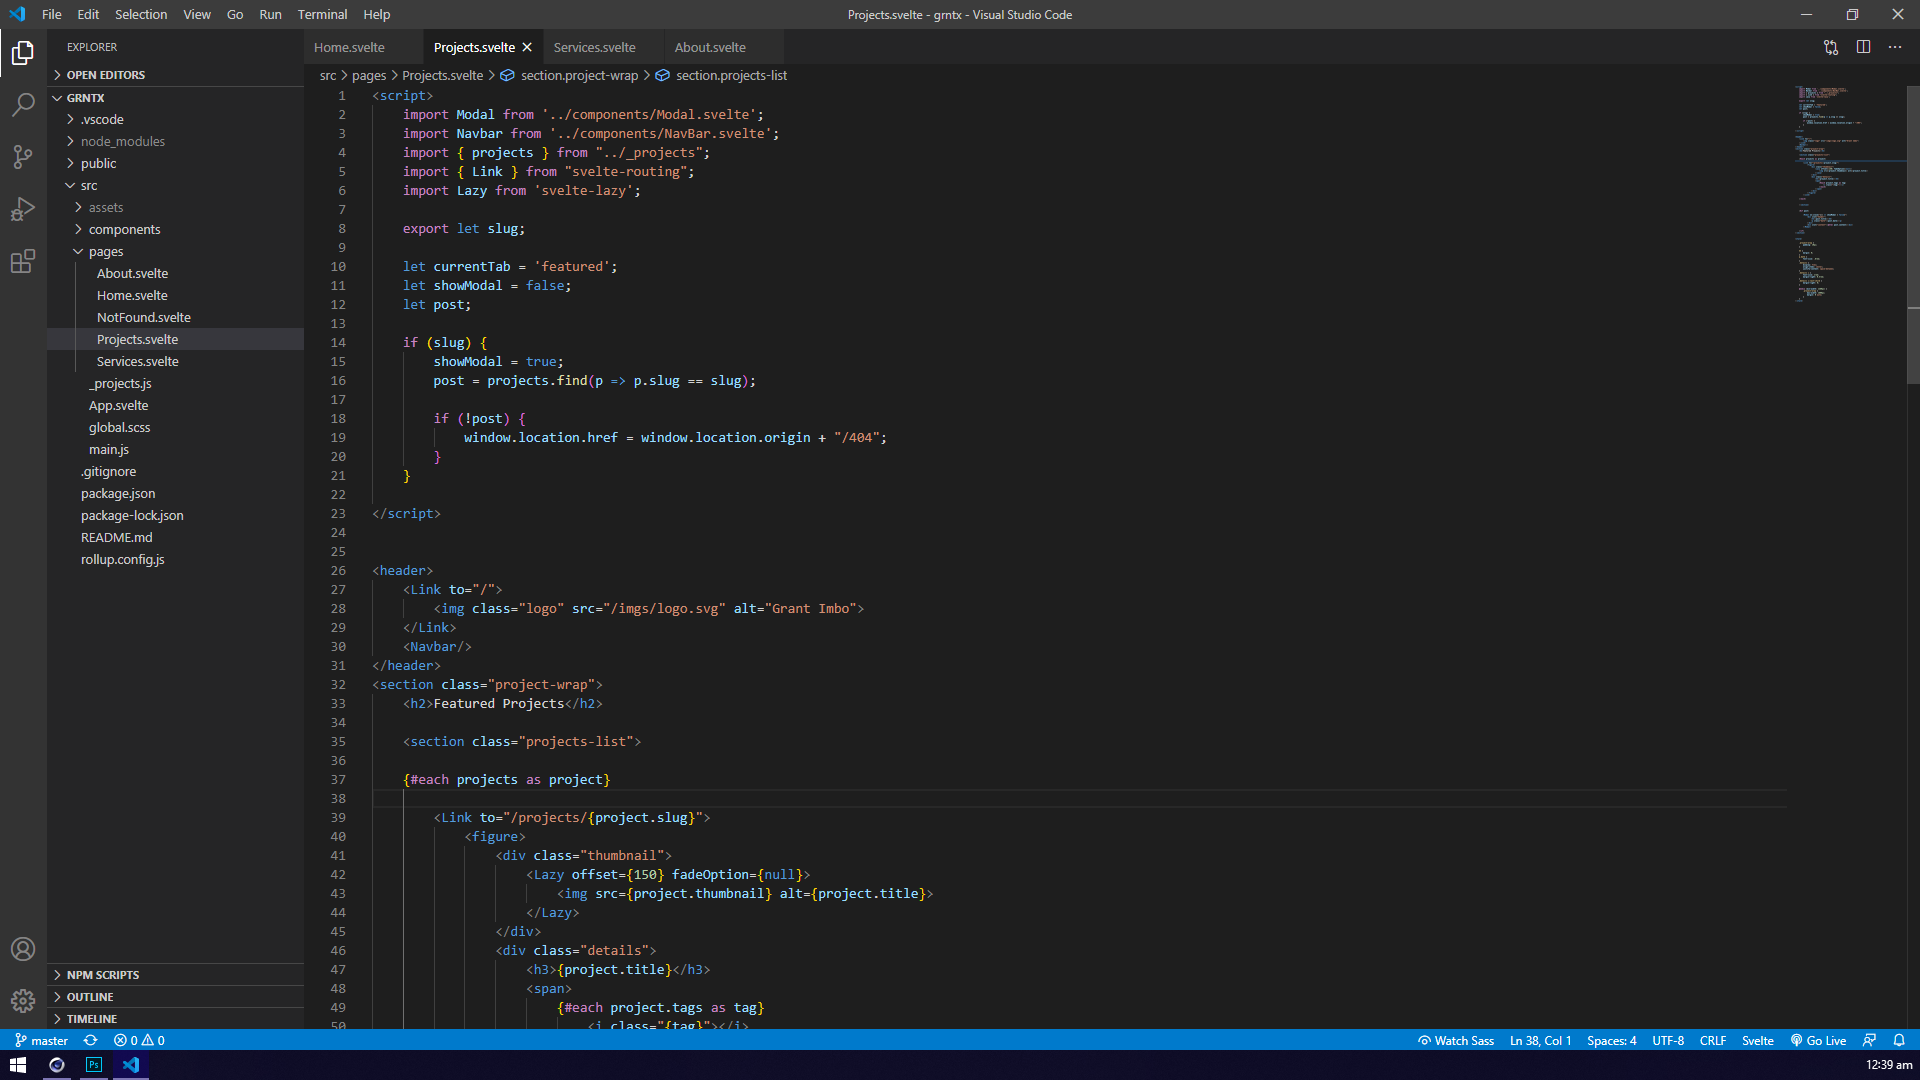 File Edit Selection View Go Run Terminal Help
Projects.svelte - grntx - Visual Studio Code
EXPLORER
OPEN EDITORS
GRNTX
.vscode
node_modules
public
src
assets
components
pages
About.svelte
Home.svelte
NotFound.svelte
Projects.svelte
Services.svelte
_projects.js
App.svelte
global.scss
main.js
.gitignore
package.json
package-lock.json
README.md
rollup.config.js
NPM SCRIPTS
OUTLINE
TIMELINE
Home.svelte Projects.svelte Services.svelte About.svelte
src > pages > Projects.svelte > section.project-wrap > section.projects-list
1 <script>
2 import Modal from '../components/Modal.svelte';
3 import Navbar from '../components/NavBar.svelte';
4 import { projects } from "../_projects";
5 import { Link } from "svelte-routing";
6 import Lazy from 'svelte-lazy';
7
8 export let slug;
9
10 let currentTab = 'featured';
11 let showModal = false;
12 let post;
13
14 if (slug) {
15 showModal = true;
16 post = projects.find(p => p.slug == slug);
17
18 if (!post) {
19 window.location.href = window.location.origin + "/404";
20 }
21 }
22
23 </script>
24
25
26 <header>
27 <Link to="/">
28 <img class="logo" src="/imgs/logo.svg" alt="Grant Imbo">
29 </Link>
30 <Navbar/>
31 </header>
32 <section class="project-wrap">
33 <h2>Featured Projects</h2>
34
35 <section class="projects-list">
36
37 {#each projects as project}
38
39 <Link to="/projects/{project.slug}">
40 <figure>
41 <div class="thumbnail">
42 <Lazy offset={150} fadeOption={null}>
43 <img src={project.thumbnail} alt={project.title}>
44 </Lazy>
45 </div>
46 <div class="details">
47 <h3>{project.title}</h3>
48 <span>
49 {#each project.tags as tag}
50 <i class="{tag}"></i>
master 0 0
Watch Sass Ln 38, Col 1 Spaces: 4 UTF-8 CRLF Svelte Go Live
Ps
12:39 am